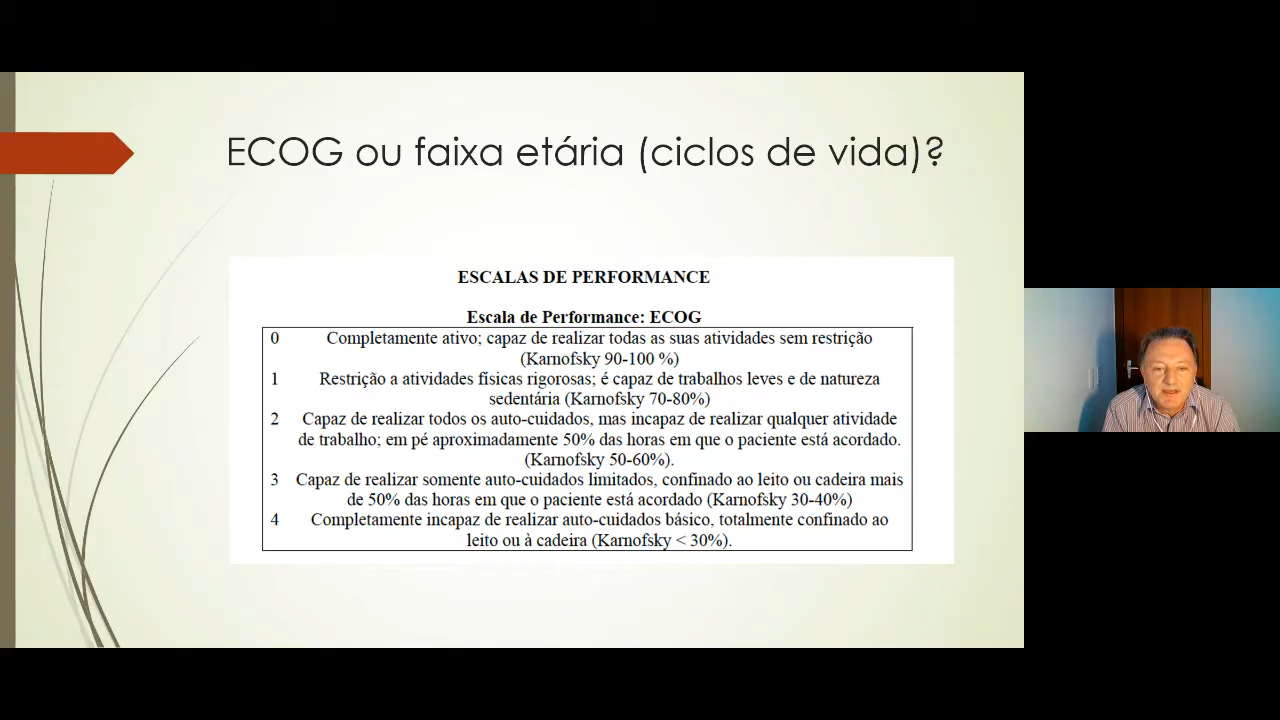 ECOG ou faixa etária (ciclos de vida)?
ESCALAS DE PERFORMANCE
Escala de Performance: ECOG
0 Completamente ativo; capaz de realizar todas as suas atividades sem restrição
(Karnofsky 90-100 %)
1 Restrição a atividades físicas rigorosas; é capaz de trabalhos leves e de natureza
sedentária (Karnofsky 70-80%)
2 Capaz de realizar todos os auto-cuidados, mas incapaz de realizar qualquer atividade
de trabalho; em pé aproximadamente 50% das horas em que o paciente está acordado.
(Karnofsky 50-60%).
3 Capaz de realizar somente auto-cuidados limitados, confinado ao leito ou cadeira mais
de 50% das horas em que o paciente está acordado (Karnofsky 30-40%)
4 Completamente incapaz de realizar auto-cuidados básico, totalmente confinado ao
leito ou à cadeira (Karnofsky < 30%).